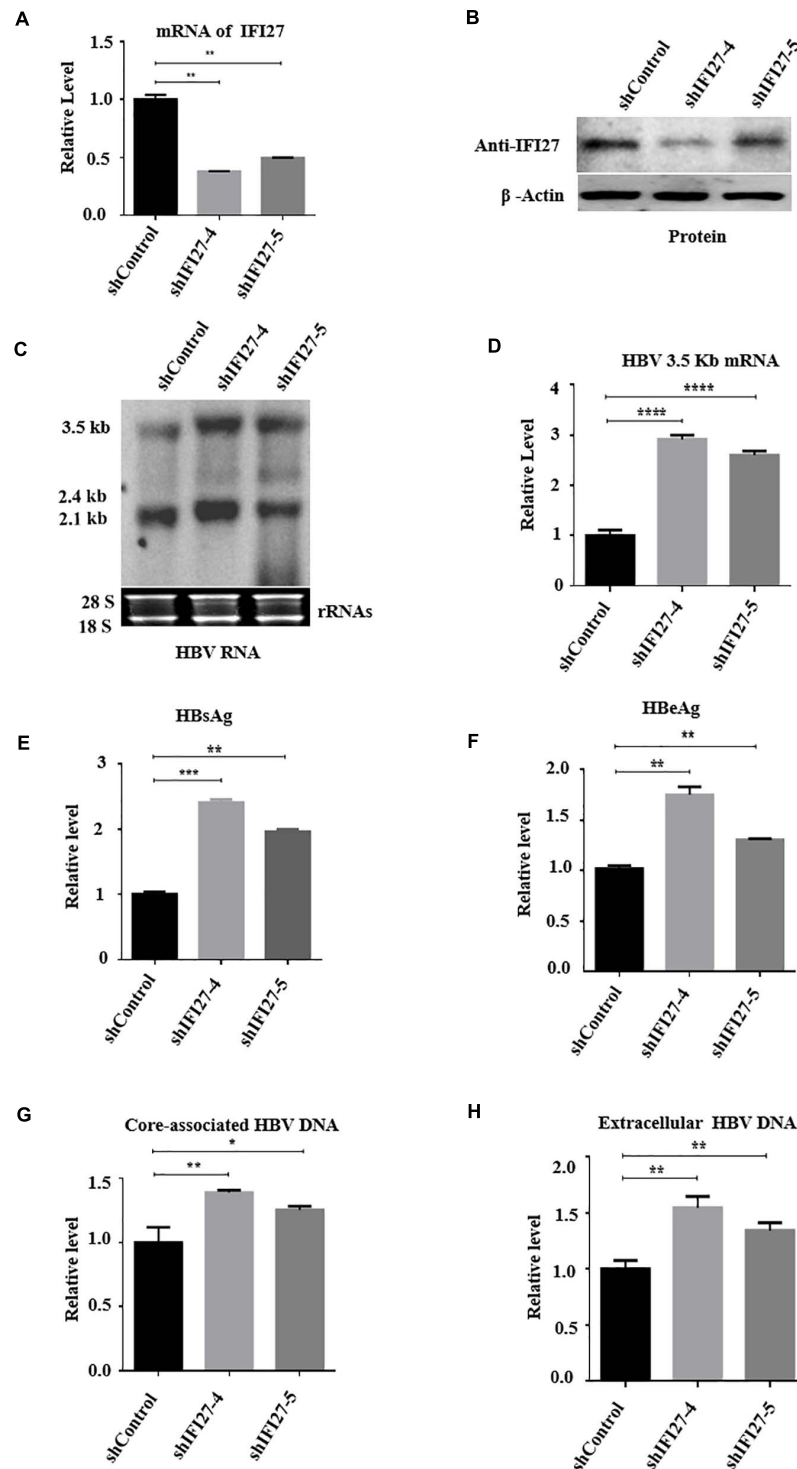 A
mRNA of IFI27
Relative Level
1.5
1.0
0.5
0.0
**
**
shControl
shIFI27-4
shIFI27-5
B
shControl
shIFI27-4
shIFI27-5
Anti-IFI27
β -Actin
Protein
C
shControl
shIFI27-4
shIFI27-5
3.5 kb
2.4 kb
2.1 kb
28 S
18 S
rRNAs
HBV RNA
D
HBV 3.5 Kb mRNA
Relative Level
4
3
2
1
0
****
****
shControl
shIFI27-4
shIFI27-5
E
HBsAg
Relative level
3
2
1
0
**
***
shControl
shIFI27-4
shIFI27-5
F
HBeAg
Relative level
2.0
1.5
1.0
0.5
0.0
**
**
shControl
shIFI27-4
shIFI27-5
G
Core-associated HBV DNA
Relative level
1.5
1.0
0.5
0.0
*
**
shControl
shIFI27-4
shIFI27-5
H
Extracellular HBV DNA
Relative level
2.0
1.5
1.0
0.5
0.0
**
**
shControl
shIFI27-4
shIFI27-5